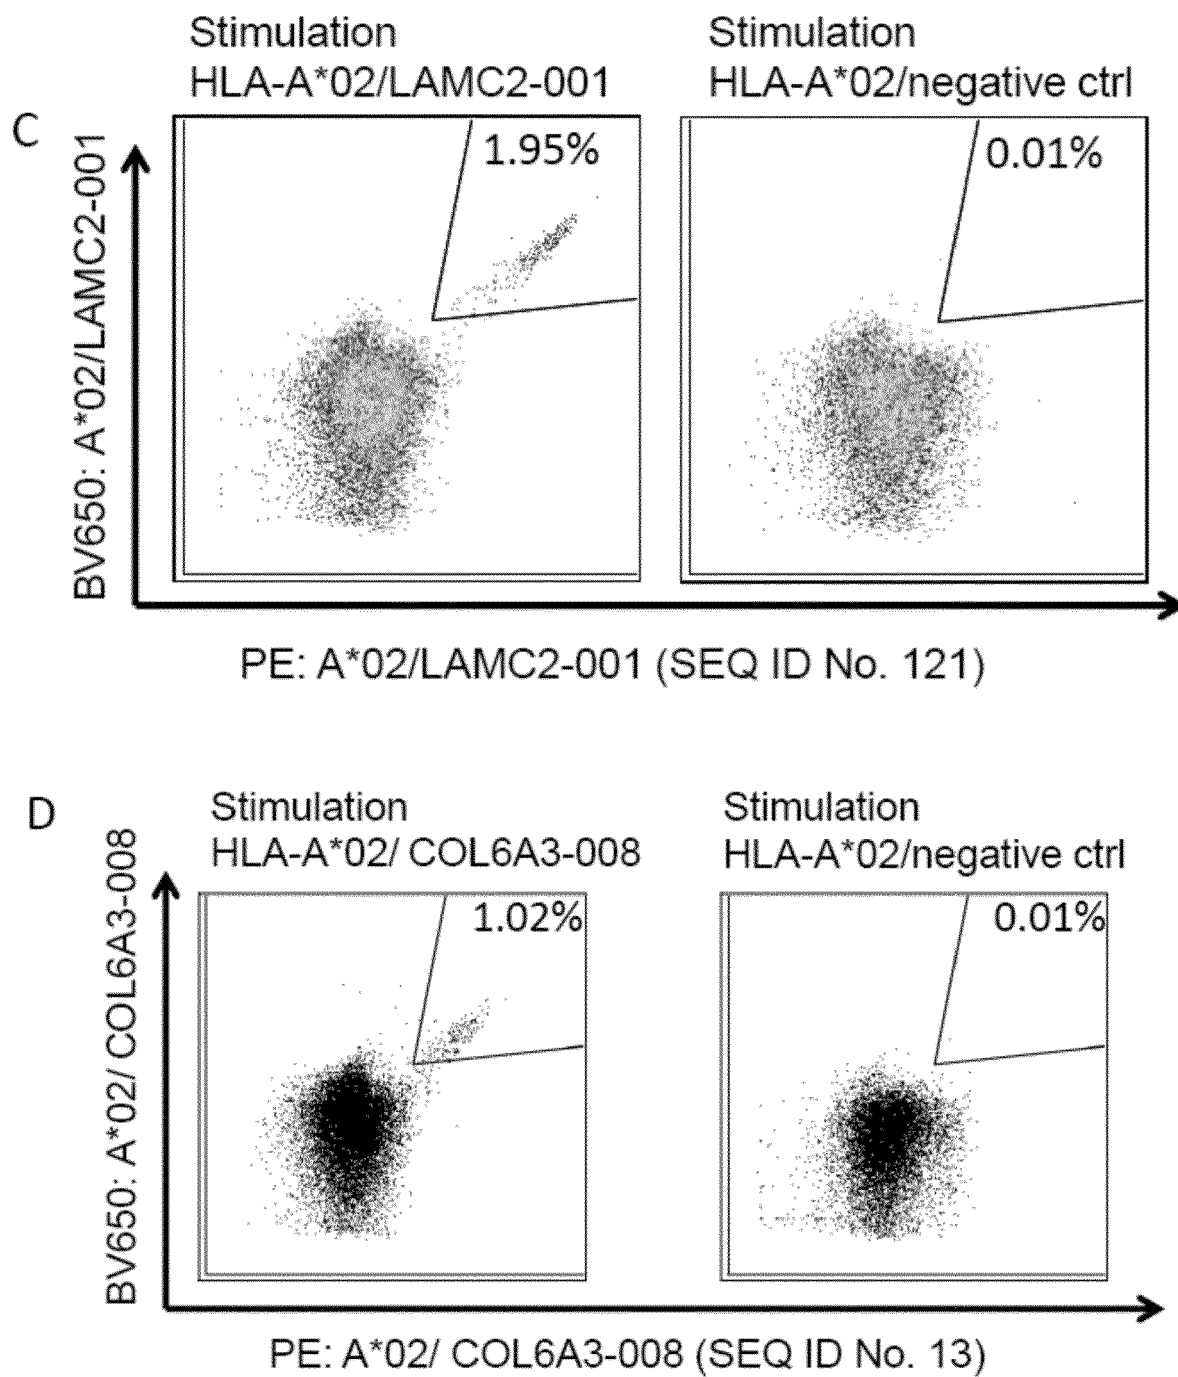 Stimulation
HLA-A*02/LAMC2-001
Stimulation
HLA-A*02/negative ctrl
C
BV650: A*02/LAMC2-001
1.95%
0.01%
PE: A*02/LAMC2-001 (SEQ ID No. 121)
D
Stimulation
HLA-A*02/ COL6A3-008
Stimulation
HLA-A*02/negative ctrl
BV650: A*02/ COL6A3-008
1.02%
0.01%
PE: A*02/ COL6A3-008 (SEQ ID No. 13)